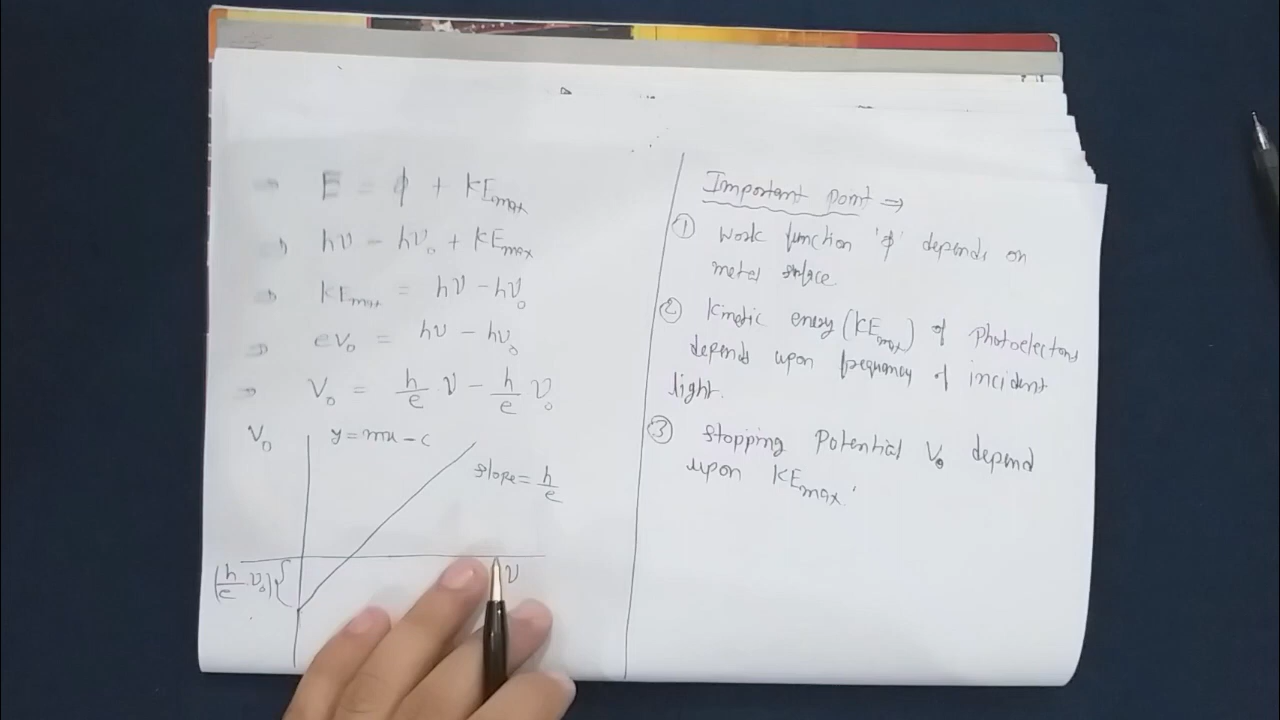 ⇒ E = ϕ + KEmax
⇒ hν = hν₀ + KEmax
⇒ KEmax = hν − hν₀
⇒ eV₀ = hν − hν₀
⇒ V₀ = h/e ν − h/e ν₀
V₀
y = mx − c
slope = h/e
(h/e ν₀)
ν
Important point ⇒
① Work function 'ϕ' depends on
metal surface
② Kinetic energy (KEmax) of Photoelectrons
depend upon frequency of incident
light.
③ Stopping Potential V₀ depend
upon KEmax.